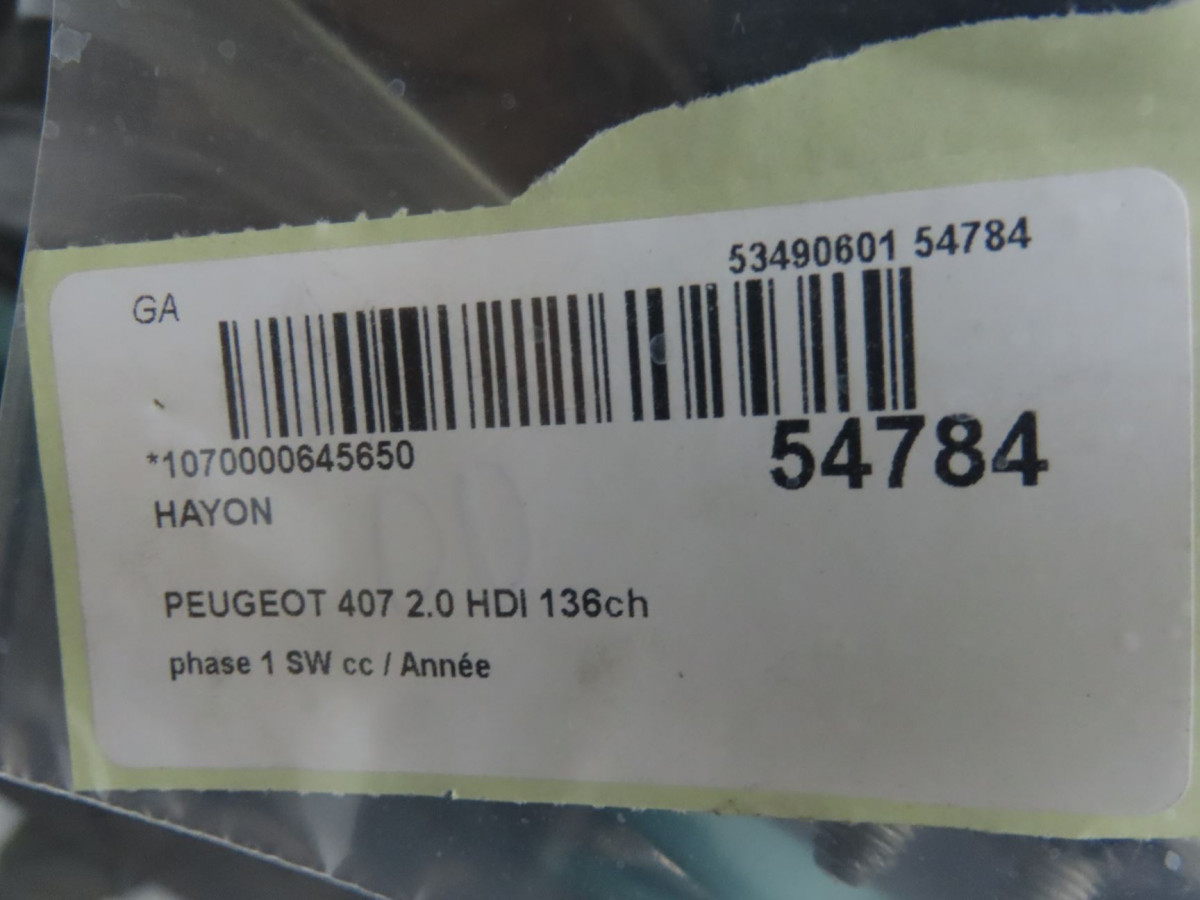 53490601 54784
GA
*1070000645650
54784
HAYON
PEUGEOT 407 2.0 HDI 136ch
phase 1 SW cc / Année